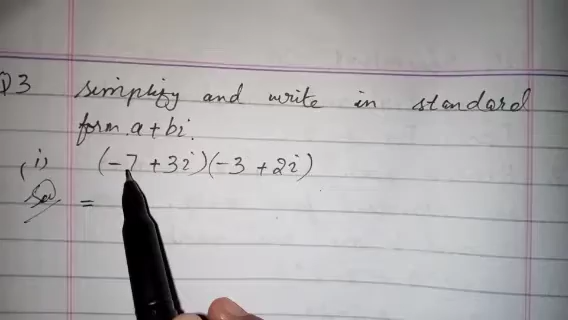 Q3 simplify and write in standard
form a+bi.
(i) (-7 +3i)(-3 +2i)
Sol =